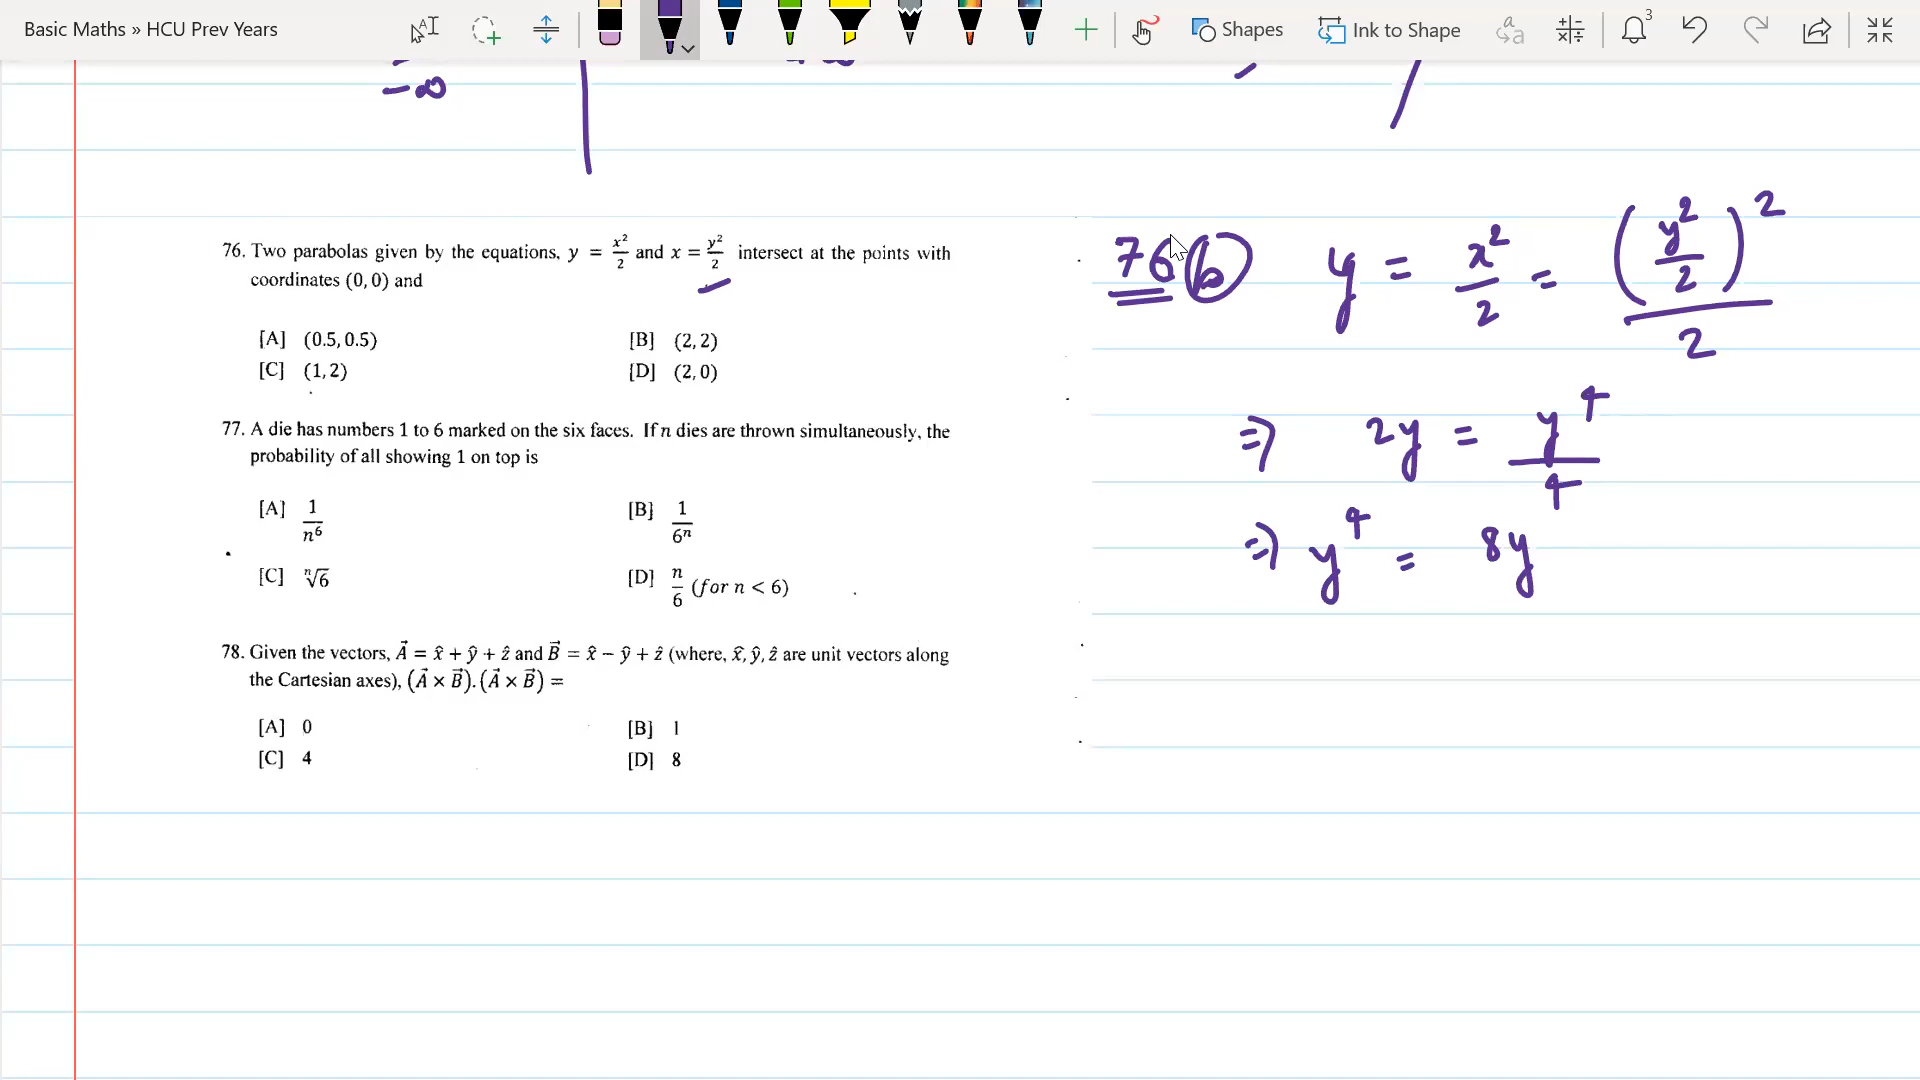 Basic Maths » HCU Prev Years
Shapes
Ink to Shape
3
-∞
76. Two parabolas given by the equations, y = x²/2 and x = y²/2 intersect at the points with
coordinates (0, 0) and
[A] (0.5, 0.5) [B] (2, 2)
[C] (1, 2) [D] (2, 0)
77. A die has numbers 1 to 6 marked on the six faces. If n dies are thrown simultaneously, the
probability of all showing 1 on top is
[A] 1/n⁶ [B] 1/6ⁿ
[C] ⁿ√6 [D] n/6 (for n < 6)
78. Given the vectors, A⃗ = x̂ + ŷ + ẑ and B⃗ = x̂ − ŷ + ẑ (where, x̂, ŷ, ẑ are unit vectors along
the Cartesian axes), (A⃗ × B⃗).(A⃗ × B⃗) =
[A] 0 [B] 1
[C] 4 [D] 8
76 (b) y = x²/2 = (y²/2)²/2
⇒ 2y = y⁴/4
⇒ y⁴ = 8y